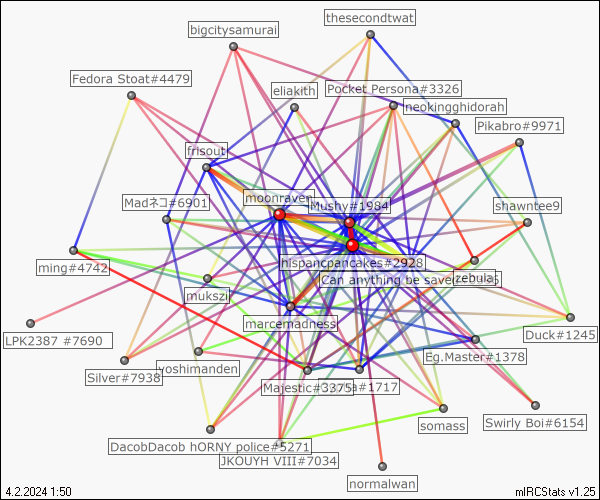 thesecondtwat
bigcitysamurai
Fedora Stoat#4479
eliakith
Pocket Persona#3326
neokingghidorah
Pikabro#9971
frisout
moonraven
Mushy#1984
Madネコ#6901
shawntee9
ming#4742
hispancpancakes#2928
Can anything be save
zebulal
mukszil
marcemadness
LPK2387 #7690
Duck#1245
Silver#7938
yoshimanden
Eg.Master#1378
Majestic#3375
#1717
somass
Swirly Boi#6154
DacobDacob hORNY police#5271
JKOUYH VIII#7034
normalwan
4.2.2024 1:50
mIRCStats v1.25